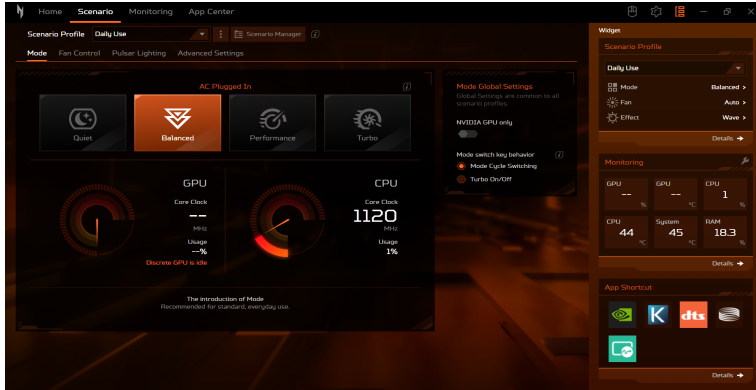 Home Scenario Monitoring App Center
Scenario Profile Daily Use Scenario Manager
Mode Fan Control Pulsar Lighting Advanced Settings
AC Plugged In
Quiet Balanced Performance Turbo
GPU
Core Clock
--
MHz
Usage
--%
Discrete GPU is idle
CPU
Core Clock
1120
MHz
Usage
1%
The introduction of Mode
Recommended for standard, everyday use.
Mode Global Settings
Global Settings are common to all
scenario profiles.
NVIDIA GPU only
Mode switch key behavior
Mode Cycle Switching
Turbo On/Off
Widget
Scenario Profile
Daily Use
Mode Balanced >
Fan Auto >
Effect Wave >
Details →
Monitoring
GPU
--
%
GPU
--
°C
CPU
1
%
CPU
44
°C
System
45
°C
RAM
18.3
%
Details →
App Shortcut
K dts
Details →